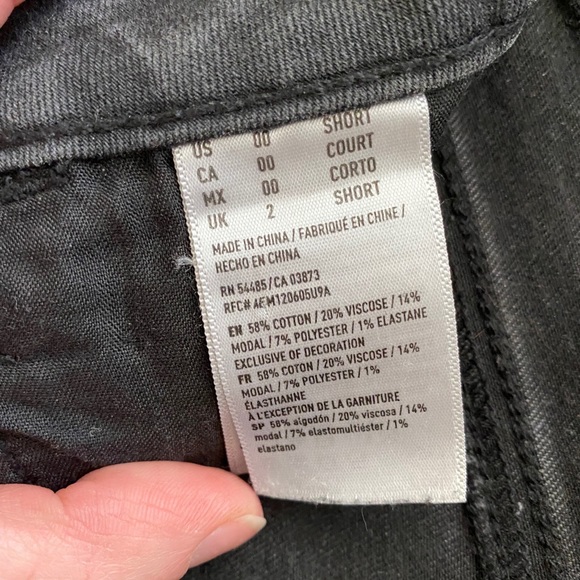 US 00 SHORT
CA 00 COURT
MX 00 CORTO
UK 2 SHORT
MADE IN CHINA / FABRIQUÉ EN CHINE /
HECHO EN CHINA
RN 54485 / CA 03873
RFC# AEM120605U9A
EN 58% COTTON / 20% VISCOSE / 14%
MODAL / 7% POLYESTER / 1% ELASTANE
EXCLUSIVE OF DECORATION
FR 58% COTON / 20% VISCOSE / 14%
MODAL / 7% POLYESTER / 1%
ÉLASTHANNE
À L'EXCEPTION DE LA GARNITURE
SP 58% algodón / 20% viscosa / 14%
modal / 7% elastomultiéster / 1%
elastano